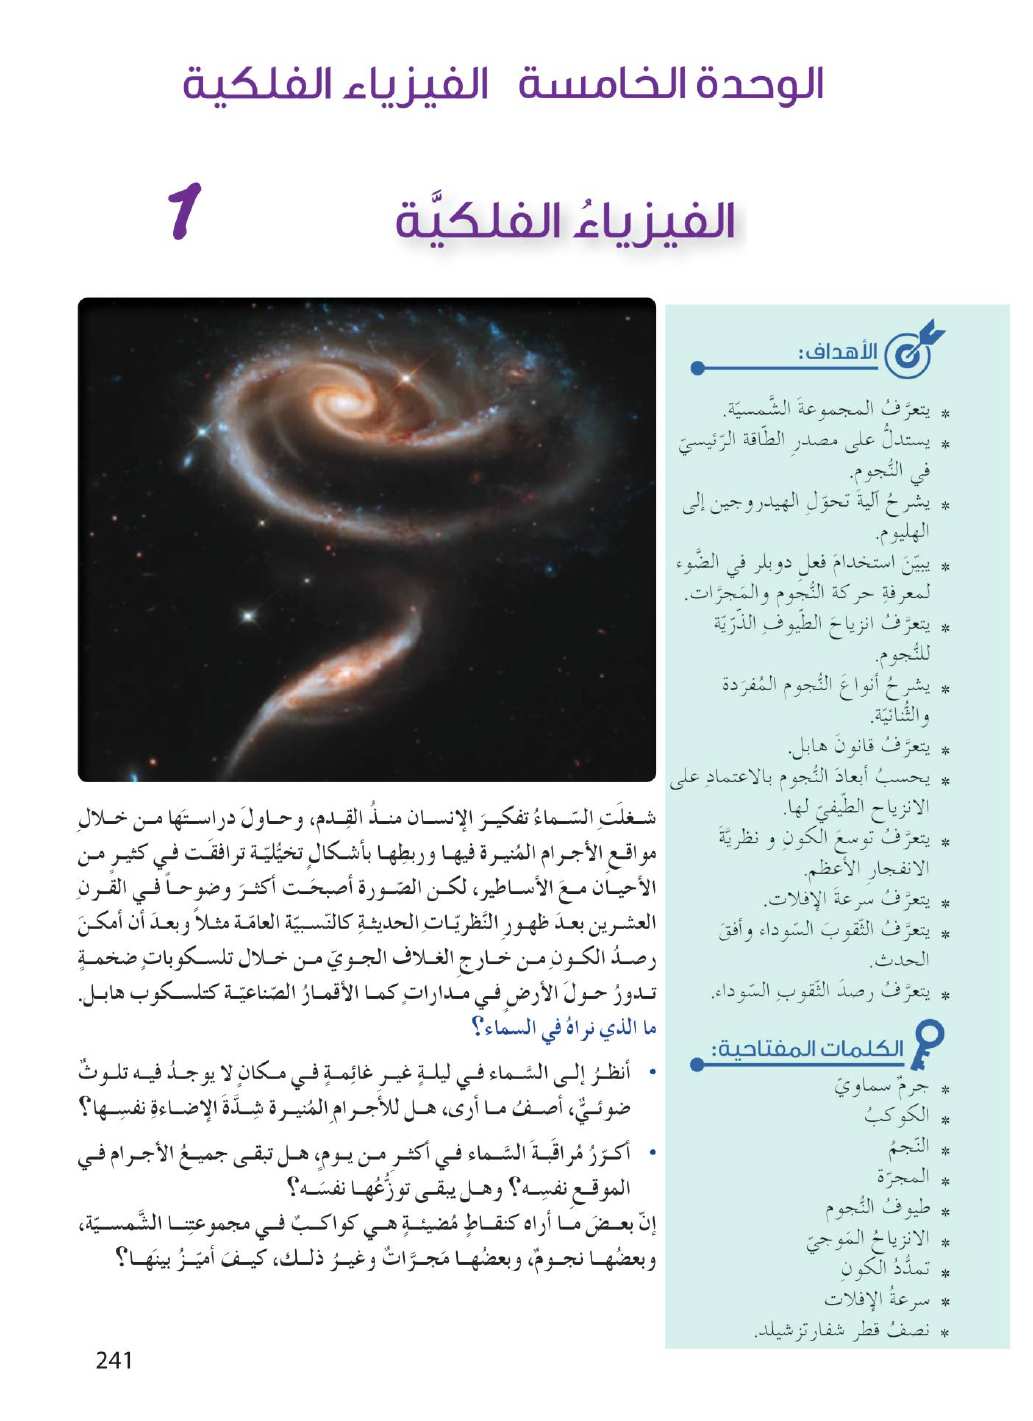 الوحدة الخامسة الفيزياء الفلكية
الفيزياءُ الفلكيَّة 1
الأهداف:
* يتعرَّفُ المجموعةَ الشَّمسيّة.
* يستدلُّ على مصدرِ الطّاقة الرّئيسيّ
في النُّجوم.
* يشرحُ آليةَ تحوّلِ الهيدروجين إلى
الهليوم.
* يبيّنَ استخدامَ فعلِ دوبلر في الضَّوء
لمعرفةِ حركة النُّجوم والمَجرَّات.
* يتعرَّفُ انزياحَ الطّيوفِ الذّرّيّة
للنُّجوم.
* يشرحُ أنواعَ النُّجوم المُفرَدة
والثُّنائيّة.
* يتعرَّفُ قانونَ هابل.
* يحسبُ أبعادَ النُّجوم بالاعتمادِ على
الانزياح الطّيفيّ لها.
* يتعرَّفُ توسعَ الكونِ و نظريَّةَ
الانفجارِ الأعظم.
* يتعرَّفُ سرعةَ الإفلات.
* يتعرَّفُ الثّقوبَ السّوداء وأفقَ
الحدث.
* يتعرَّفُ رصدَ الثّقوبِ السّوداء.
الكلمات المفتاحية:
* جرمٌ سماويّ
* الكوكبُ
* النّجمُ
* المجرّة
* طيوفُ النُّجوم
* الانزياحُ المَوجيّ
* تمدُّدُ الكونِ
* سرعةُ الإفلات
* نصفُ قطر شفارتزشيلد.
شغلَتِ السّماءُ تفكيرَ الإنسان منذُ القِدم، وحاولَ دراستَها من خلالِ
مواقعِ الأجرام المُنيرة فيها وربطِها بأشكالٍ تخيُّليّة ترافقَت في كثيرٍ من
الأحيان معَ الأساطير، لكن الصّورة أصبحَت أكثرَ وضوحاً في القَرنِ
العشرين بعدَ ظهورِ النَّظريّاتِ الحديثةِ كالنّسبيّة العامّة مثلاً وبعدَ أن أمكنَ
رصدُ الكونِ من خارجِ الغلاف الجويّ من خلال تلسكوباتٍ ضخمةٍ
تدورُ حولَ الأرضِ في مداراتٍ كما الأقمارُ الصّناعيّة كتلسكوب هابل.
ما الذي نراهُ في السماء؟
• أنظرُ إلى السَّماء في ليلةٍ غيرِ غائِمةٍ في مكانٍ لا يوجدُ فيه تلوثٌ
ضوئيٌّ، أصفُ ما أرى، هل للأجرامِ المُنيرة شِدَّةَ الإضاءةِ نفسِها؟
• أكرّرُ مُراقَبةَ السَّماء في أكثرِ من يومٍ، هل تبقى جميعُ الأجرام في
الموقعِ نفسِه؟ وهل يبقى توزُّعُها نفسَه؟
إنّ بعضَ ما أراه كنقاطٍ مُضيئةٍ هي كواكبٌ في مجموعتِنا الشَّمسيّة،
وبعضُها نجومٌ، وبعضُها مَجرَّاتٌ وغيرُ ذلك، كيفَ أميّزُ بينَها؟
241